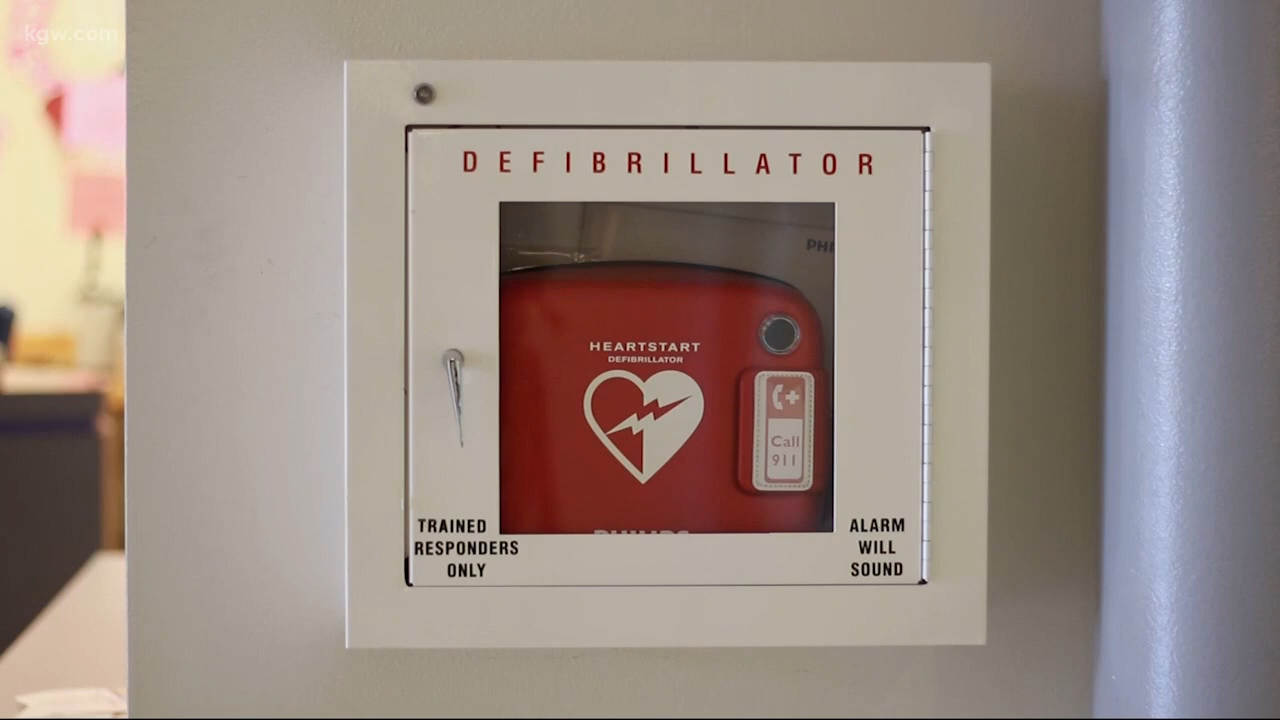 kgw.com
DEFIBRILLATOR
HEARTSTART
DEFIBRILLATOR
Call
911
TRAINED
RESPONDERS
ONLY
ALARM
WILL
SOUND